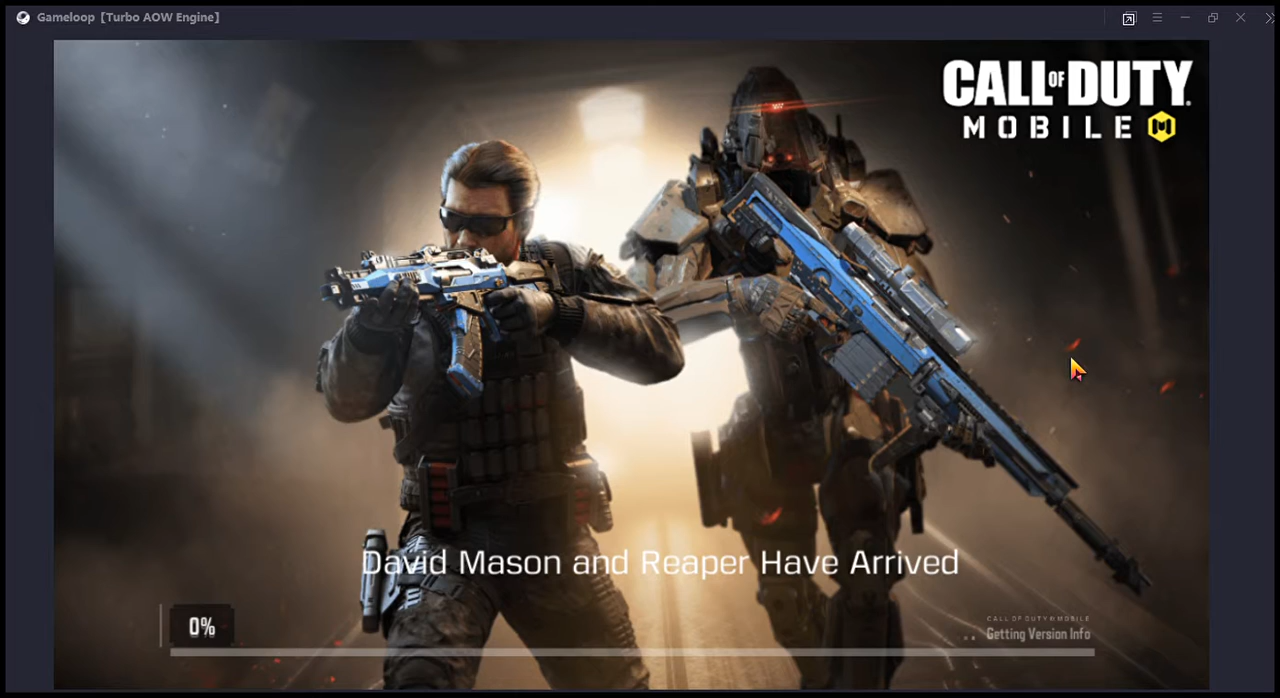 Gameloop [Turbo AOW Engine]
CALL OF DUTY
MOBILE
David Mason and Reaper Have Arrived
0%
CALL OF DUTY MOBILE
Getting Version Info